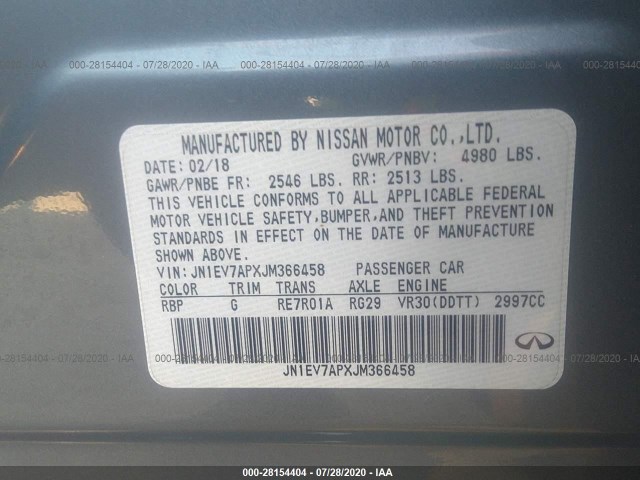 000-28154404 - 07/28/2020 - IAA
MANUFACTURED BY NISSAN MOTOR CO.,LTD.
DATE: 02/18 GVWR/PNBV: 4980 LBS.
GAWR/PNBE FR: 2546 LBS. RR: 2513 LBS.
THIS VEHICLE CONFORMS TO ALL APPLICABLE FEDERAL
MOTOR VEHICLE SAFETY,BUMPER,AND THEFT PREVENTION
STANDARDS IN EFFECT ON THE DATE OF MANUFACTURE
SHOWN ABOVE.
VIN: JN1EV7APXJM366458 PASSENGER CAR
COLOR TRIM TRANS AXLE ENGINE
RBP G RE7R01A RG29 VR30(DDTT) 2997CC
JN1EV7APXJM366458
000-28154404 - 07/28/2020 - IAA